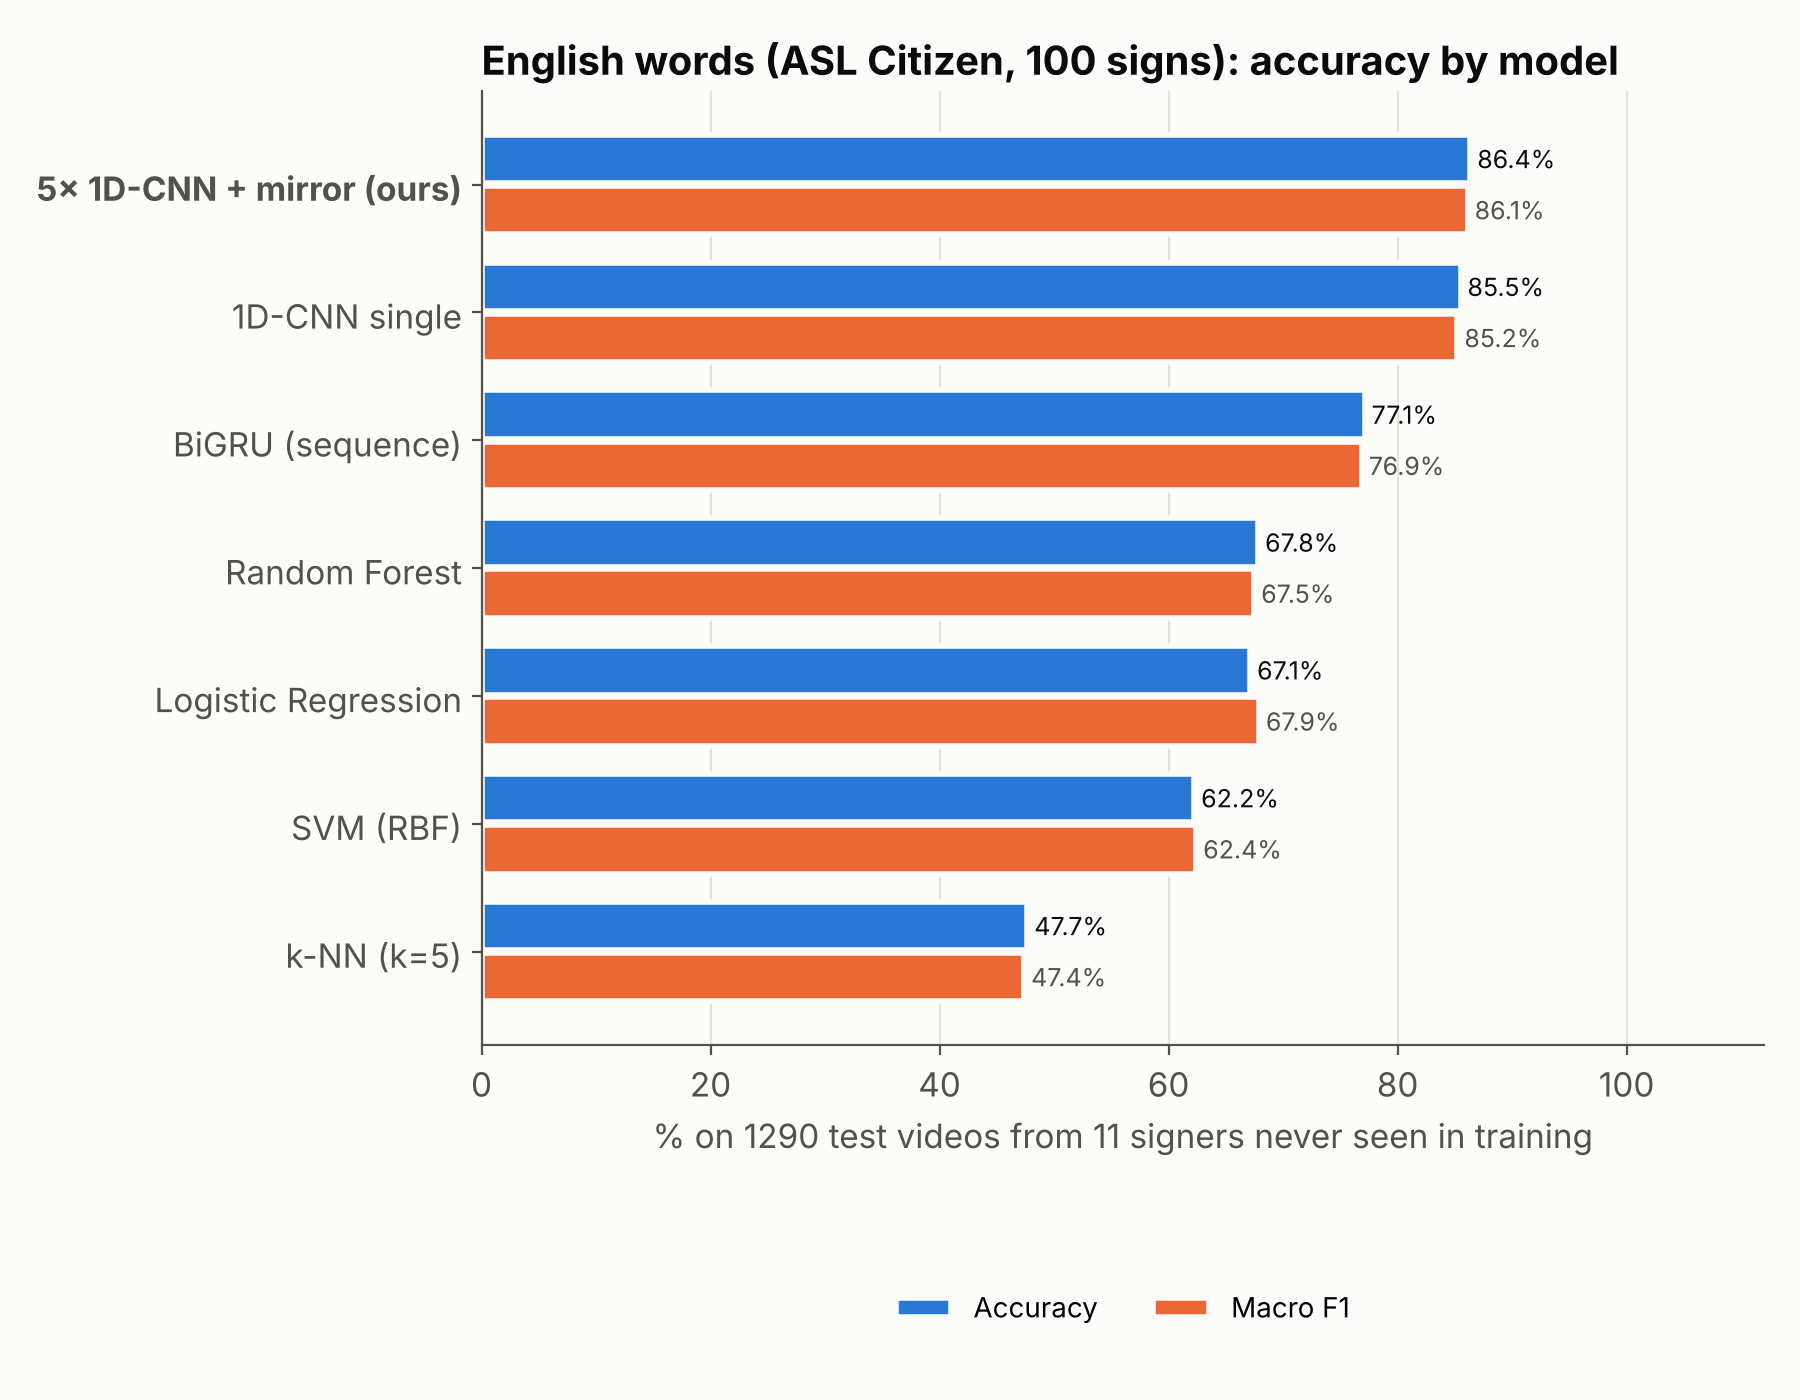 English words (ASL Citizen, 100 signs): accuracy by model
5× 1D-CNN + mirror (ours)
86.4%
86.1%
1D-CNN single
85.5%
85.2%
BiGRU (sequence)
77.1%
76.9%
Random Forest
67.8%
67.5%
Logistic Regression
67.1%
67.9%
SVM (RBF)
62.2%
62.4%
k-NN (k=5)
47.7%
47.4%
0 20 40 60 80 100
% on 1290 test videos from 11 signers never seen in training
Accuracy Macro F1